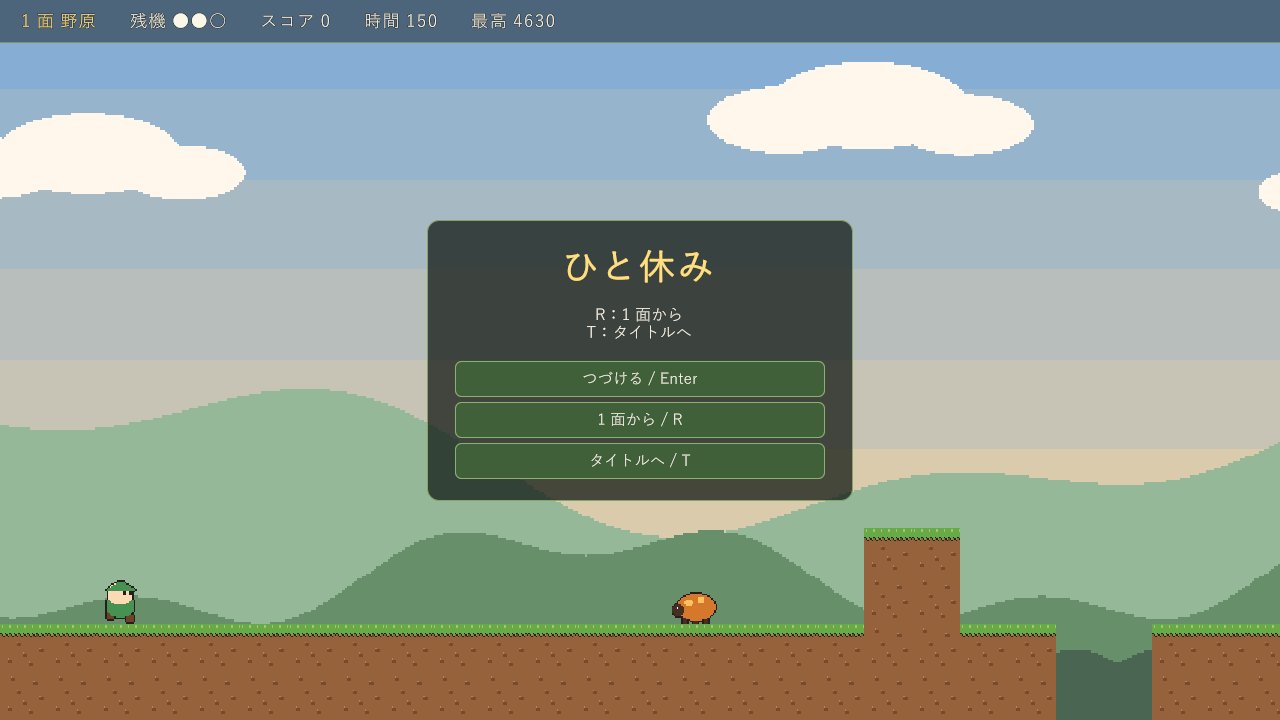 1 面 野原 残機 ●●○ スコア 0 時間 150 最高 4630
ひと休み
R：1 面から
T：タイトルへ
つづける / Enter
1 面から / R
タイトルへ / T